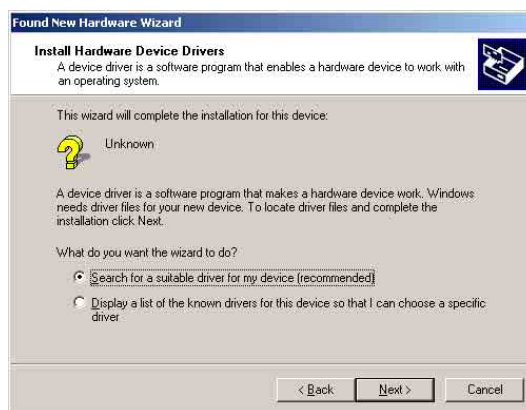 Found New Hardware Wizard
Install Hardware Device Drivers
A device driver is a software program that enables a hardware device to work with
an operating system.
This wizard will complete the installation for this device:
Unknown
A device driver is a software program that makes a hardware device work. Windows
needs driver files for your new device. To locate driver files and complete the
installation click Next.
What do you want the wizard to do?
Search for a suitable driver for my device (recommended)
Display a list of the known drivers for this device so that I can choose a specific
driver
< Back
Next >
Cancel